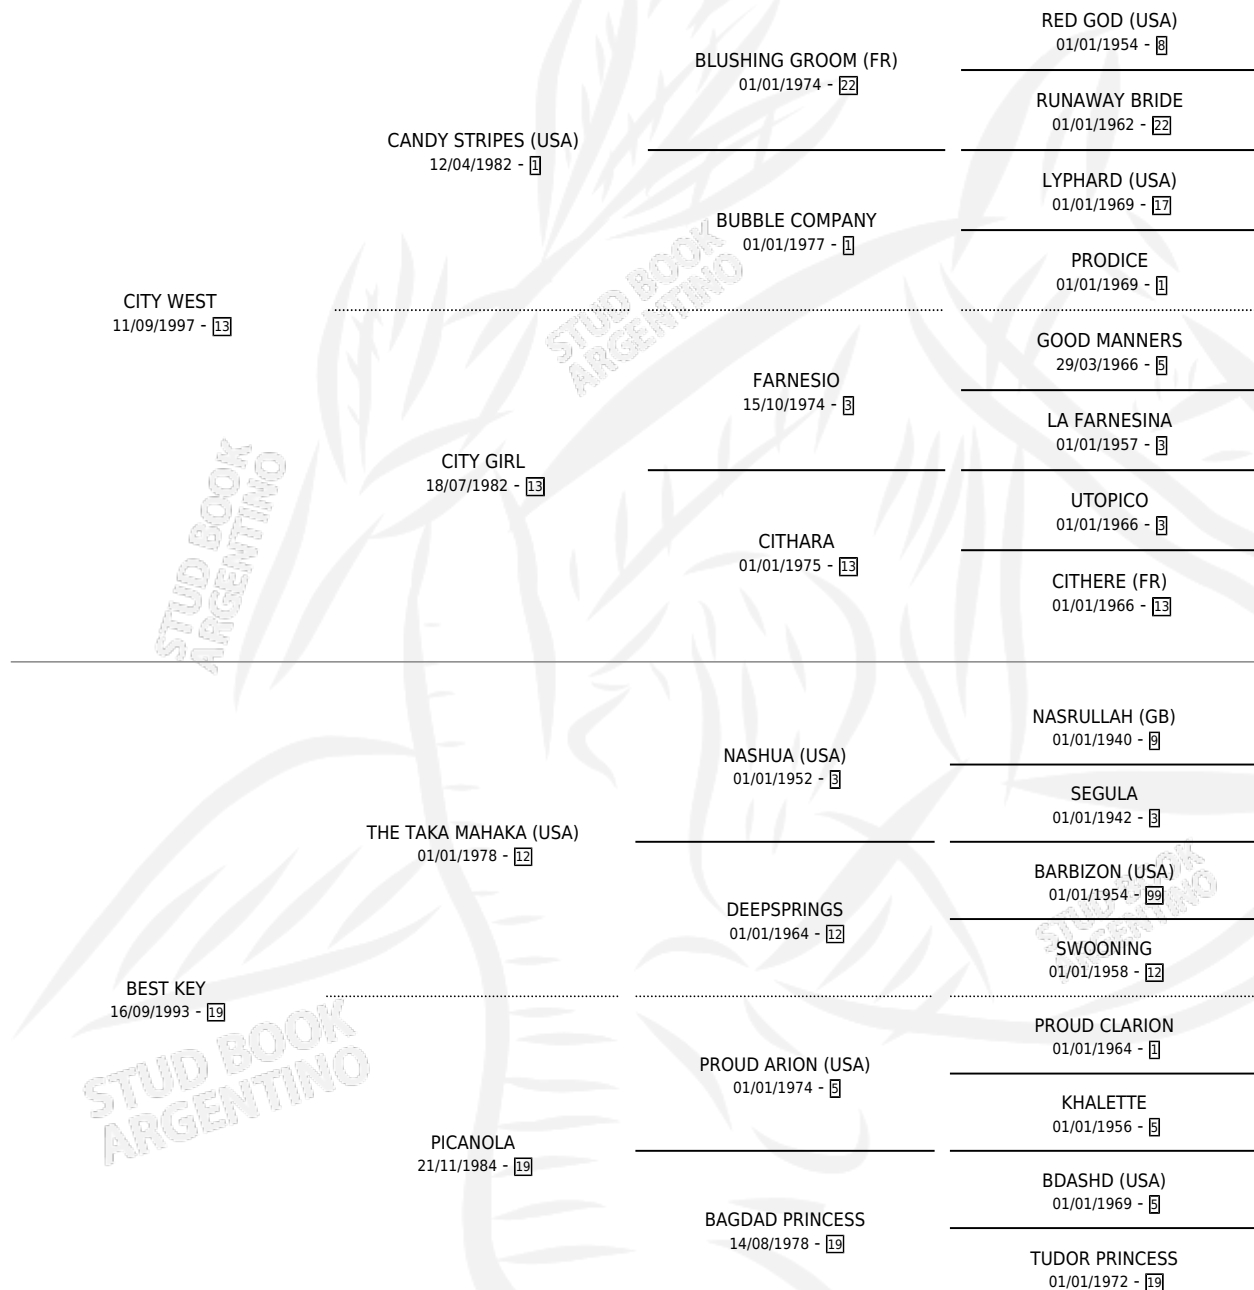 RED GOD (USA)
01/01/1954 - 8
BLUSHING GROOM (FR)
01/01/1974 - 22
RUNAWAY BRIDE
01/01/1962 - 22
CANDY STRIPES (USA)
12/04/1982 - 1
LYPHARD (USA)
01/01/1969 - 17
BUBBLE COMPANY
01/01/1977 - 1
PRODICE
01/01/1969 - 1
CITY WEST
11/09/1997 - 13
STUD BOOK
ARGENTINO
GOOD MANNERS
29/03/1966 - 5
FARNESIO
15/10/1974 - 3
LA FARNESINA
01/01/1957 - 3
CITY GIRL
18/07/1982 - 13
UTOPICO
01/01/1966 - 3
CITHARA
01/01/1975 - 13
CITHERE (FR)
01/01/1966 - 13
STUD BOOK
ARGENTINO
NASRULLAH (GB)
01/01/1940 - 9
NASHUA (USA)
01/01/1952 - 3
SEGULA
01/01/1942 - 3
THE TAKA MAHAKA (USA)
01/01/1978 - 12
BARBIZON (USA)
01/01/1954 - 99
DEEPSPRINGS
01/01/1964 - 12
STUD BOOK
ARGENTINO
SWOONING
01/01/1958 - 12
BEST KEY
16/09/1993 - 19
STUD BOOK
ARGENTINO
PROUD CLARION
01/01/1964 - 1
PROUD ARION (USA)
01/01/1974 - 5
KHALETTE
01/01/1956 - 5
PICANOLA
21/11/1984 - 19
BDASHD (USA)
01/01/1969 - 5
BAGDAD PRINCESS
14/08/1978 - 19
TUDOR PRINCESS
01/01/1972 - 19